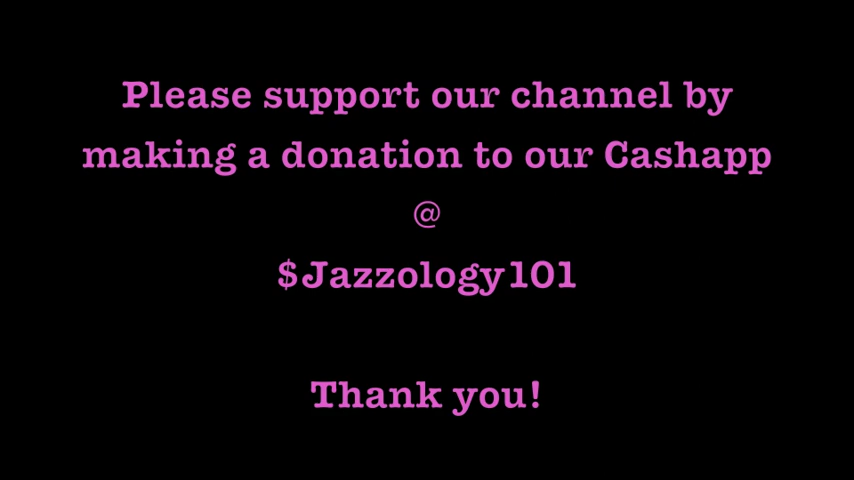 Please support our channel by
making a donation to our Cashapp
@
$Jazzology101
Thank you!